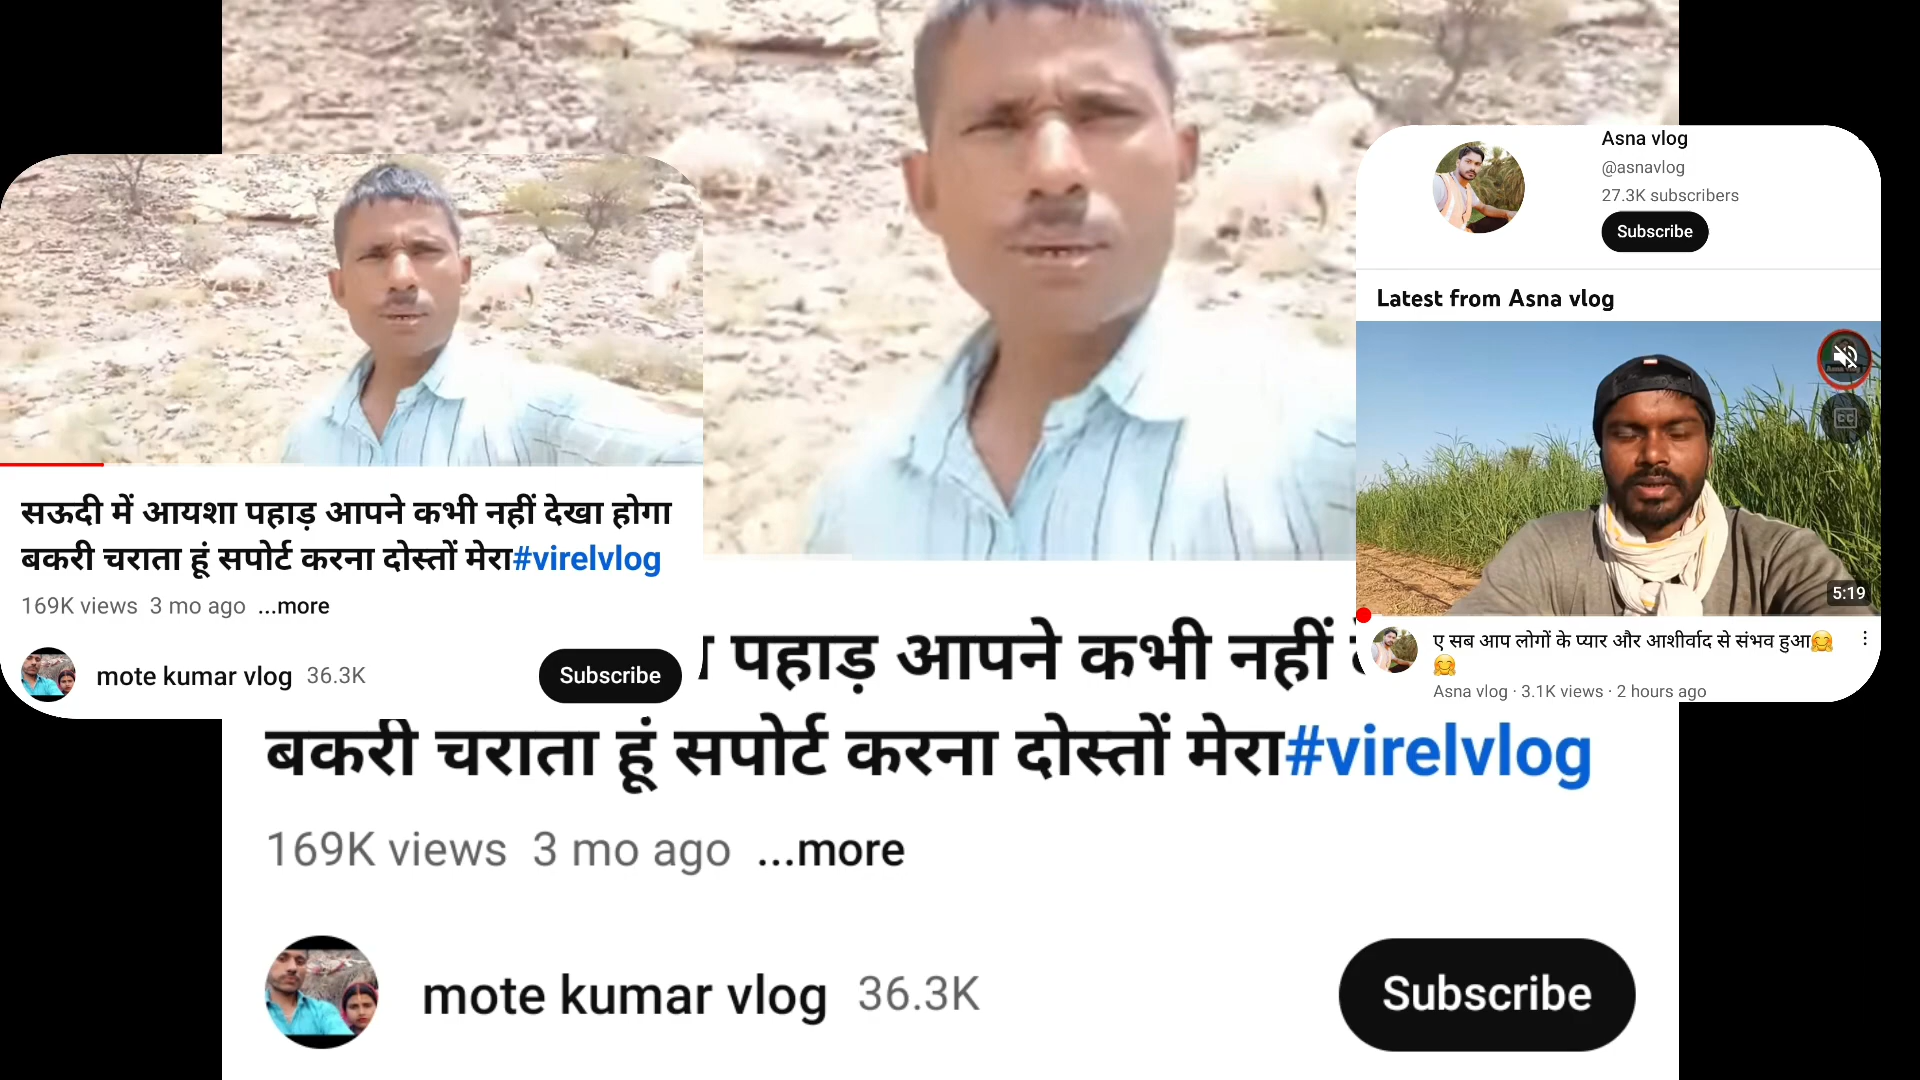 सऊदी में आयशा पहाड़ आपने कभी नहीं देखा होगा
बकरी चराता हूं सपोर्ट करना दोस्तों मेरा#virelvlog
169K views 3 mo ago ...more
mote kumar vlog 36.3K Subscribe
Asna vlog
@asnavlog
27.3K subscribers
Subscribe
Latest from Asna vlog
CC
5:19
ए सब आप लोगों के प्यार और आशीर्वाद से संभव हुआ🤗
🤗
Asna vlog · 3.1K views · 2 hours ago
पहाड़ आपने कभी नहीं
बकरी चराता हूं सपोर्ट करना दोस्तों मेरा#virelvlog
169K views 3 mo ago ...more
mote kumar vlog 36.3K Subscribe